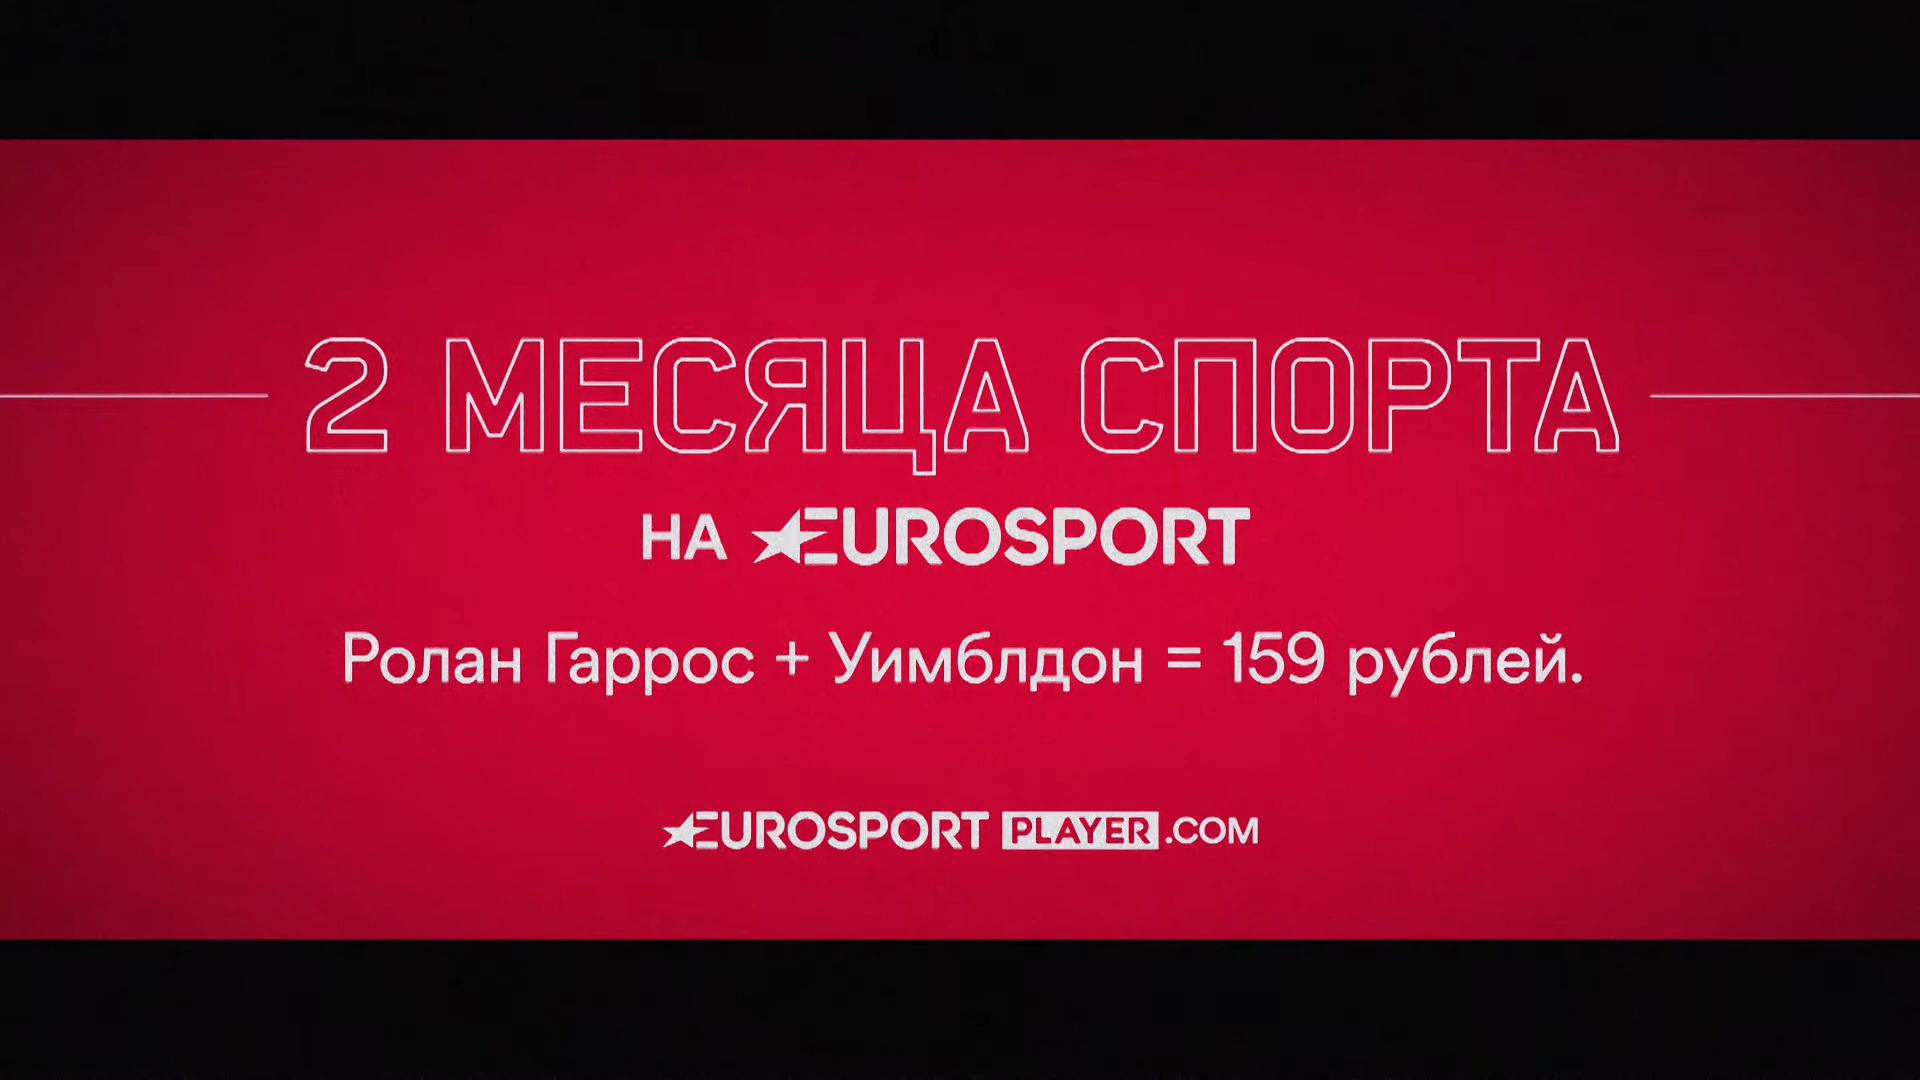 2 МЕСЯЦА СПОРТА
НА EUROSPORT
Ролан Гаррос + Уимблдон = 159 рублей.
EUROSPORT PLAYER.COM